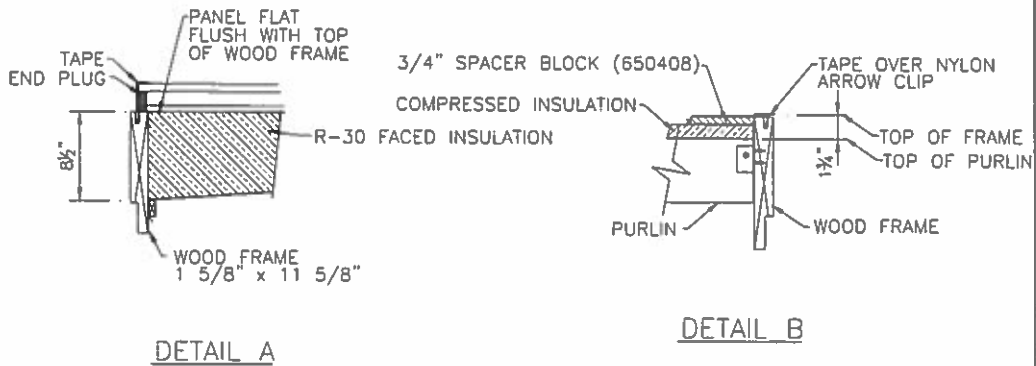 PANEL FLAT
FLUSH WITH TOP
OF WOOD FRAME
TAPE
END PLUG
R-30 FACED INSULATION
8½"
WOOD FRAME
1 5/8" x 11 5/8"
DETAIL A
3/4" SPACER BLOCK (650408)
TAPE OVER NYLON
ARROW CLIP
COMPRESSED INSULATION
TOP OF FRAME
TOP OF PURLIN
1¾"
PURLIN
WOOD FRAME
DETAIL B